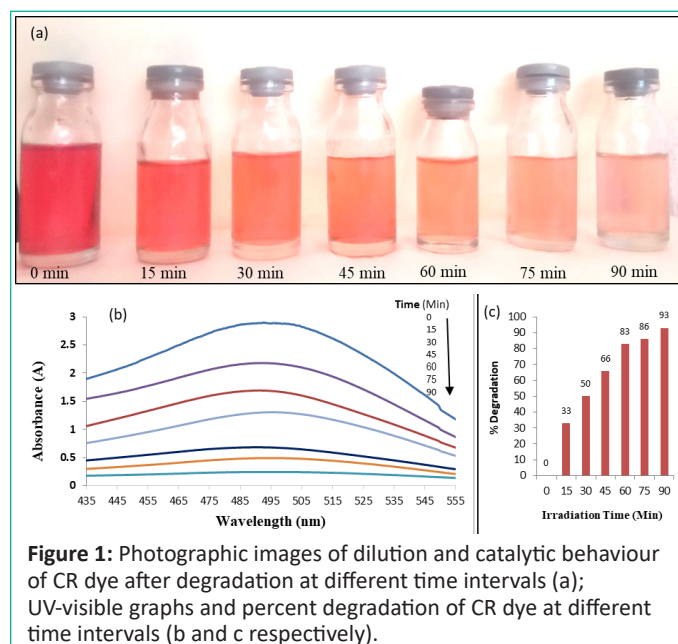 (a)
0 min 15 min 30 min 45 min 60 min 75 min 90 min
(b)
Time (Min)
0
15
30
45
60
75
90
3
2.5
2
1.5
1
0.5
0
Absorbance (A)
435 445 455 465 475 485 495 505 515 525 535 545 555
Wavelength (nm)
(c)
100
90
80
70
60
50
40
30
20
10
0
% Degradation
0 33 50 66 83 86 93
0 15 30 45 60 75 90
Irradiation Time (Min)
Figure 1: Photographic images of dilution and catalytic behaviour
of CR dye after degradation at different time intervals (a);
UV-visible graphs and percent degradation of CR dye at different
time intervals (b and c respectively).